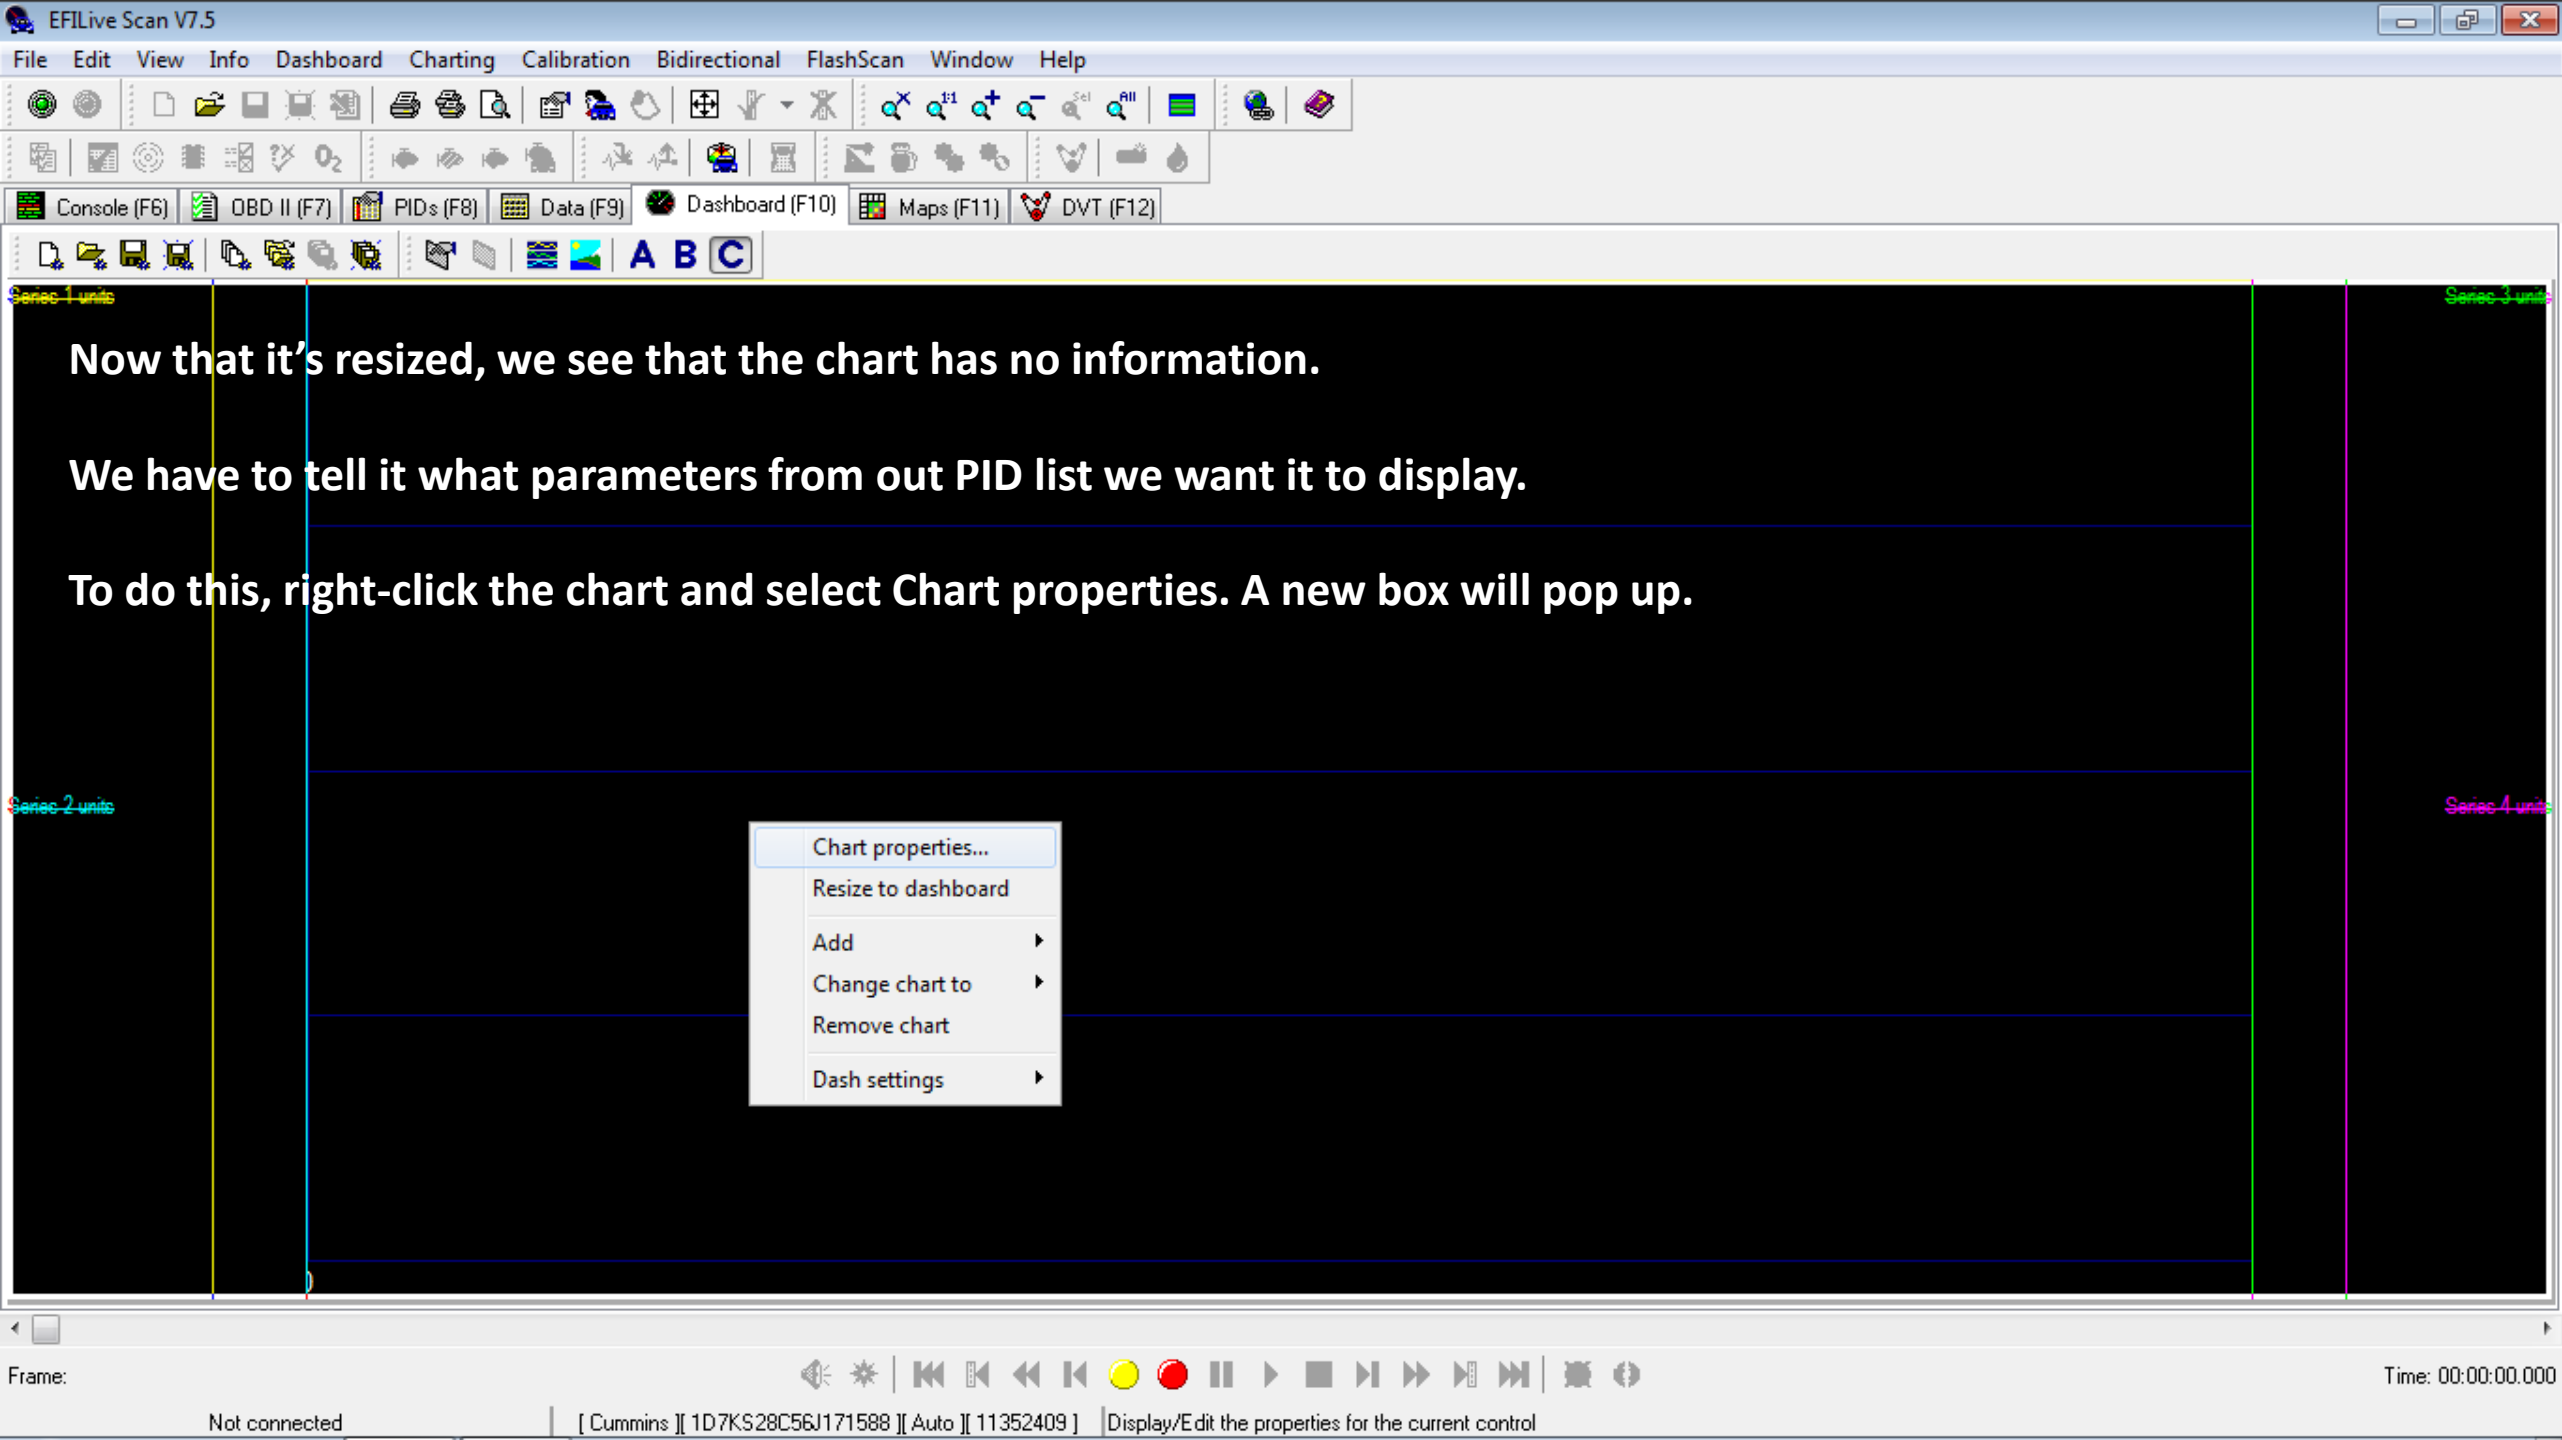 EFILive Scan V7.5
File Edit View Info Dashboard Charting Calibration Bidirectional FlashScan Window Help
1:1 Sel All
O2
Console (F6) OBD II (F7) PIDs (F8) Data (F9) Dashboard (F10) Maps (F11) DVT (F12)
A B C
Series 1 units Series 3 units
Now that it’s resized, we see that the chart has no information.
We have to tell it what parameters from out PID list we want it to display.
To do this, right-click the chart and select Chart properties. A new box will pop up.
Series 2 units Series 4 units
Chart properties...
Resize to dashboard
Add
Change chart to
Remove chart
Dash settings
0
Frame: Time: 00:00:00.000
Not connected [ Cummins ][ 1D7KS28C56J171588 ][ Auto ][ 11352409 ] Display/Edit the properties for the current control